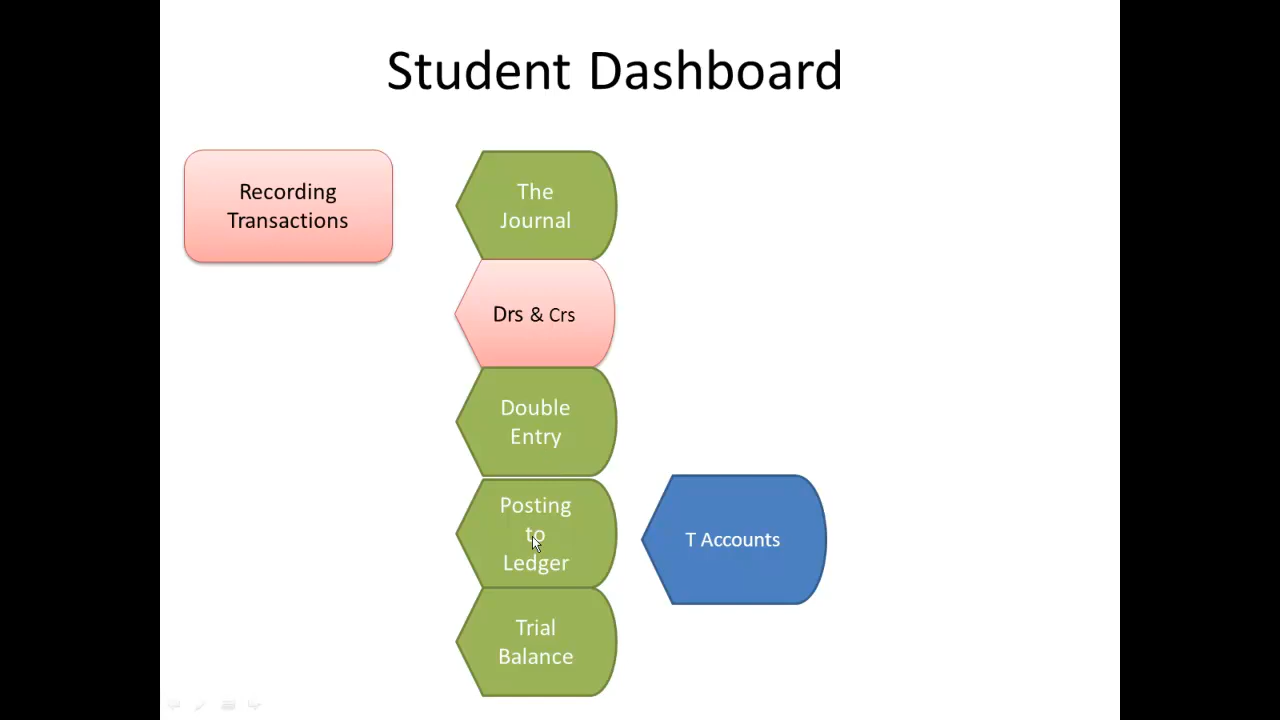 Student Dashboard
Recording
Transactions
The
Journal
Drs & Crs
Double
Entry
Posting
to
Ledger
T Accounts
Trial
Balance